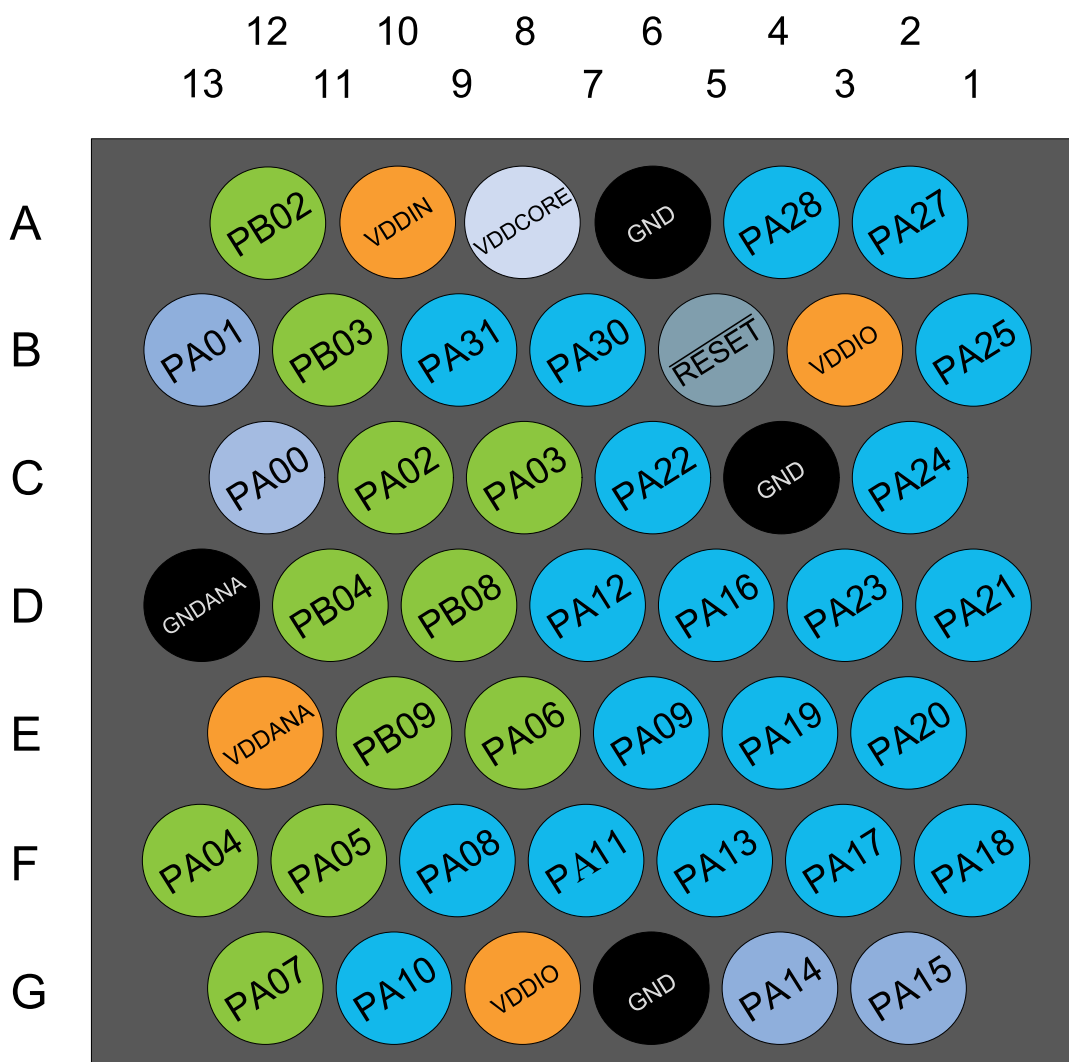 12 10 8 6 4 2
13 11 9 7 5 3 1
A PB02 VDDIN VDDCORE GND PA28 PA27
B PA01 PB03 PA31 PA30 RESET VDDIO PA25
C PA00 PA02 PA03 PA22 GND PA24
D GNDANA PB04 PB08 PA12 PA16 PA23 PA21
E VDDANA PB09 PA06 PA09 PA19 PA20
F PA04 PA05 PA08 PA11 PA13 PA17 PA18
G PA07 PA10 VDDIO GND PA14 PA15